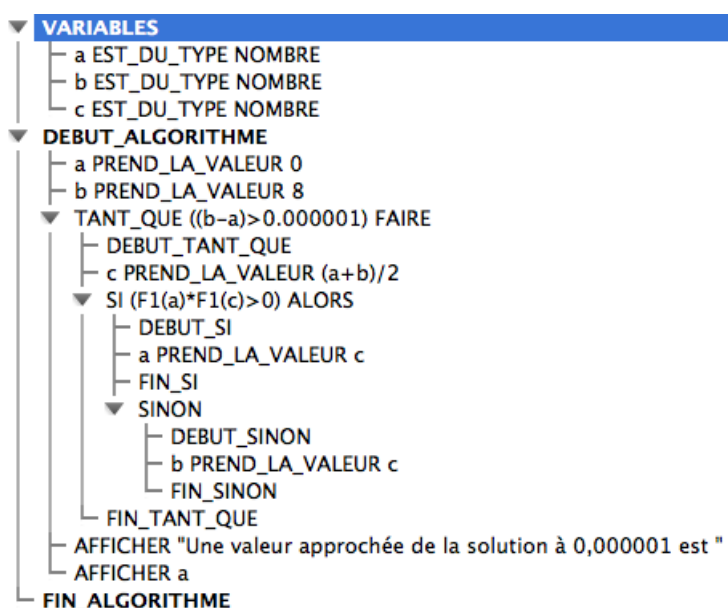 VARIABLES
a EST_DU_TYPE NOMBRE
b EST_DU_TYPE NOMBRE
c EST_DU_TYPE NOMBRE
DEBUT_ALGORITHME
a PREND_LA_VALEUR 0
b PREND_LA_VALEUR 8
TANT_QUE ((b-a)>0.000001) FAIRE
DEBUT_TANT_QUE
c PREND_LA_VALEUR (a+b)/2
SI (F1(a)*F1(c)>0) ALORS
DEBUT_SI
a PREND_LA_VALEUR c
FIN_SI
SINON
DEBUT_SINON
b PREND_LA_VALEUR c
FIN_SINON
FIN_TANT_QUE
AFFICHER "Une valeur approchée de la solution à 0,000001 est "
AFFICHER a
FIN_ALGORITHME